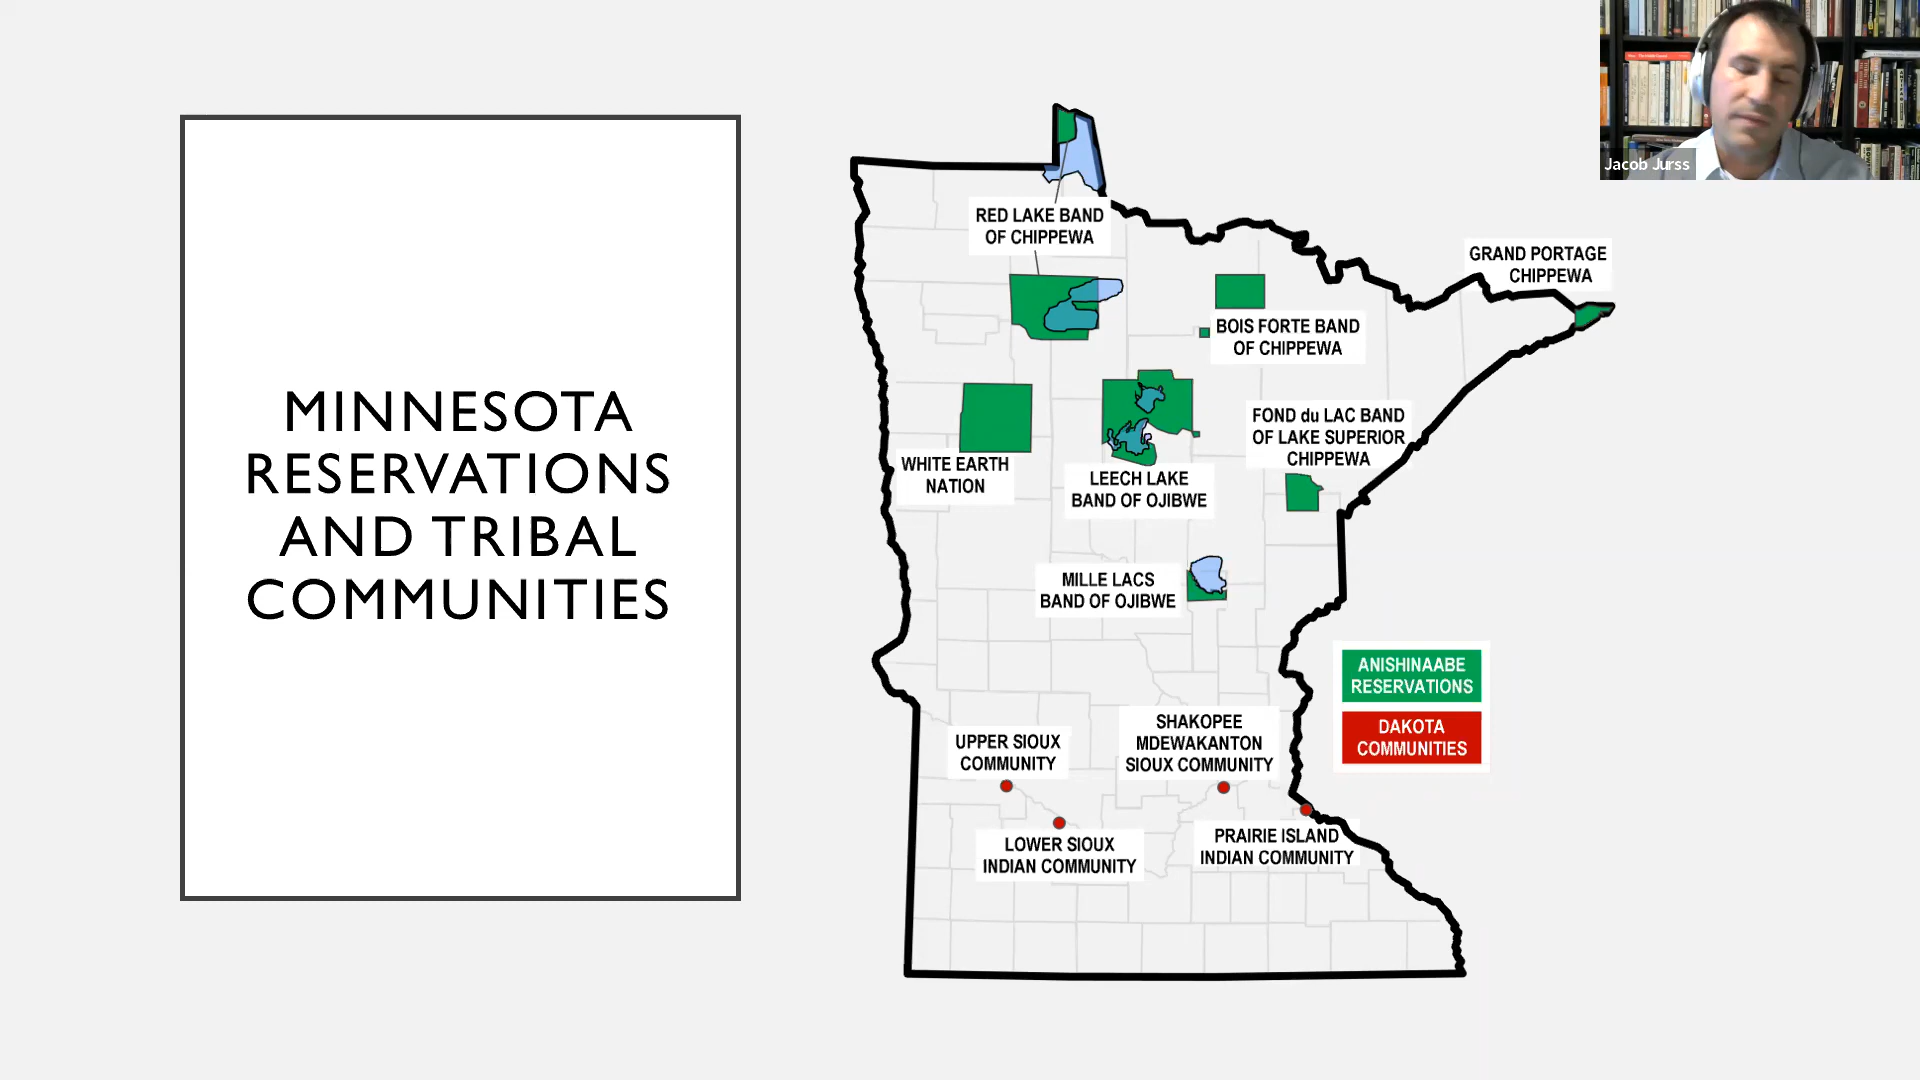 MINNESOTA
RESERVATIONS
AND TRIBAL
COMMUNITIES
Jacob Jurss
RED LAKE BAND
OF CHIPPEWA
GRAND PORTAGE
CHIPPEWA
BOIS FORTE BAND
OF CHIPPEWA
FOND du LAC BAND
OF LAKE SUPERIOR
CHIPPEWA
WHITE EARTH
NATION
LEECH LAKE
BAND OF OJIBWE
MILLE LACS
BAND OF OJIBWE
ANISHINAABE
RESERVATIONS
DAKOTA
COMMUNITIES
UPPER SIOUX
COMMUNITY
SHAKOPEE
MDEWAKANTON
SIOUX COMMUNITY
LOWER SIOUX
INDIAN COMMUNITY
PRAIRIE ISLAND
INDIAN COMMUNITY